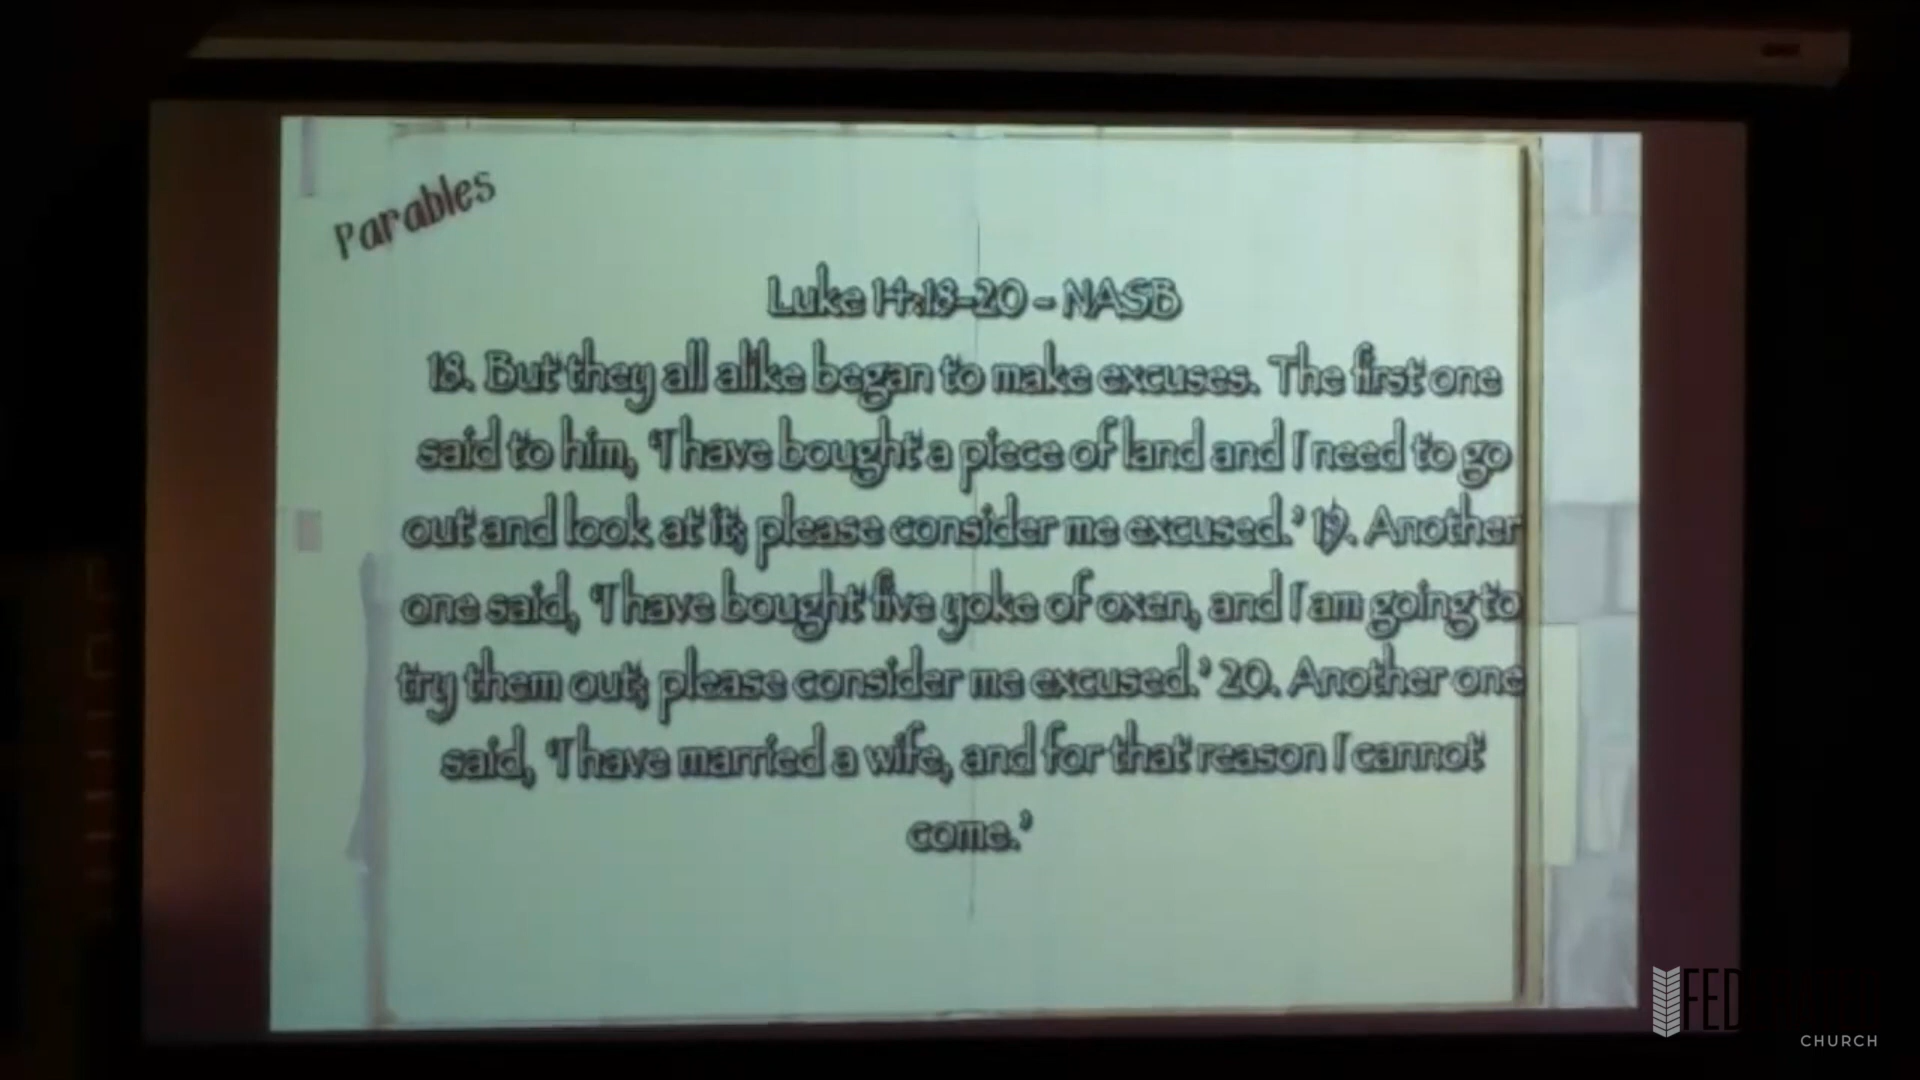 Parables
Luke 14:18-20 - NASB
18. But they all alike began to make excuses. The first one
said to him, 'I have bought a piece of land and I need to go
out and look at it; please consider me excused.' 19. Another
one said, 'I have bought five yoke of oxen, and I am going to
try them out; please consider me excused.' 20. Another one
said, 'I have married a wife, and for that reason I cannot
come.'
CHURCH